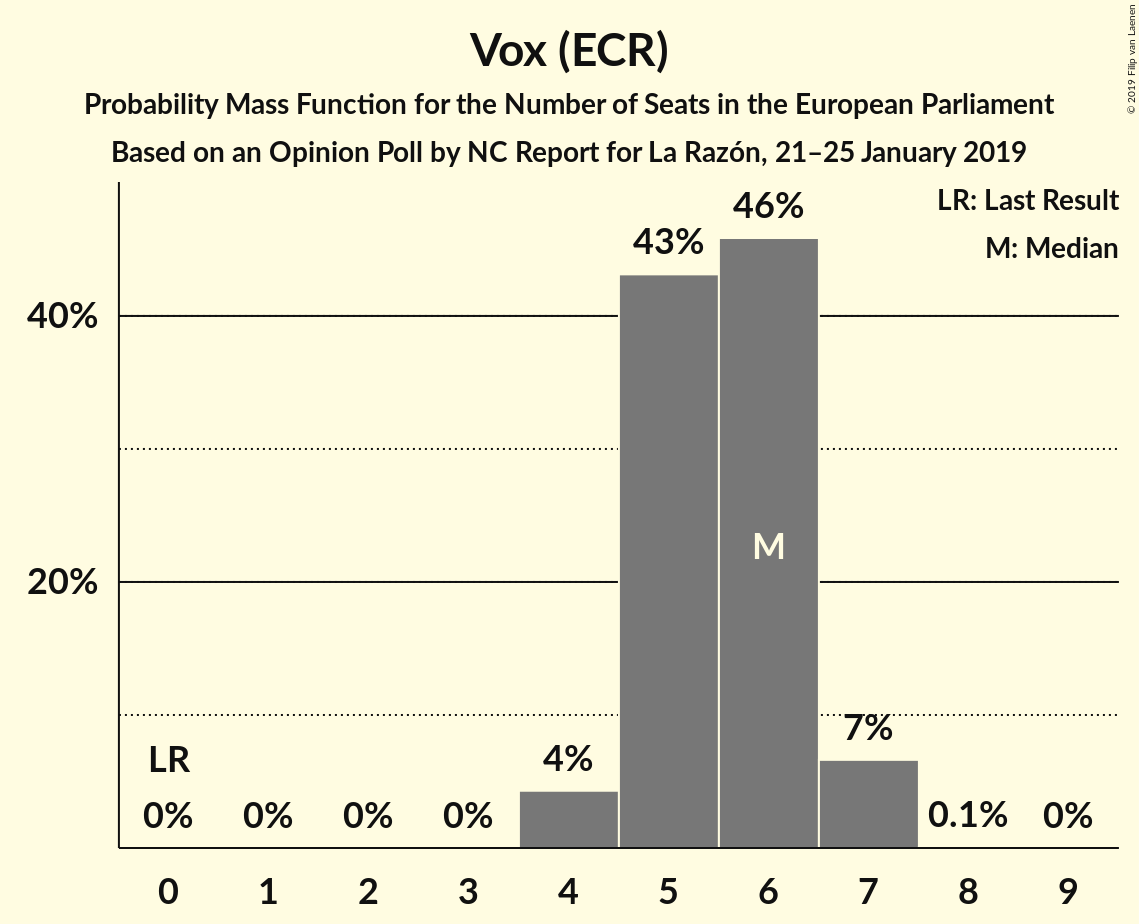 Vox (ECR)
Probability Mass Function for the Number of Seats in the European Parliament
Based on an Opinion Poll by NC Report for La Razón, 21–25 January 2019
© 2019 Filip van Laenen
LR: Last Result
M: Median
46%
43%
40%
M
20%
7%
4%
LR
0% 0% 0% 0% 0.1% 0%
0 1 2 3 4 5 6 7 8 9